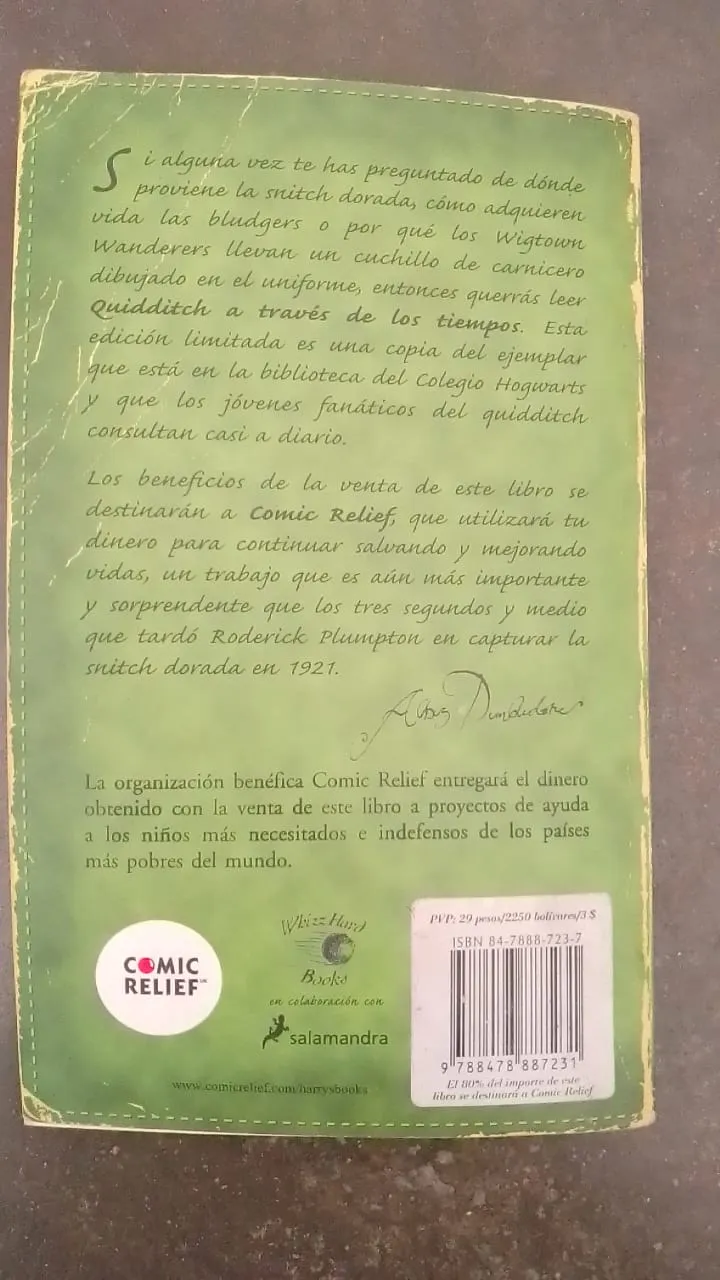 Si alguna vez te has preguntado de dónde
proviene la snitch dorada, cómo adquieren
vida las bludgers o por qué los Wigtown
Wanderers llevan un cuchillo de carnicero
dibujado en el uniforme, entonces querrás leer
Quidditch a través de los tiempos. Esta
edición limitada es una copia del ejemplar
que está en la biblioteca del Colegio Hogwarts
y que los jóvenes fanáticos del quidditch
consultan casi a diario.
Los beneficios de la venta de este libro se
destinarán a Comic Relief, que utilizará tu
dinero para continuar salvando y mejorando
vidas, un trabajo que es aún más importante
y sorprendente que los tres segundos y medio
que tardó Roderick Plumpton en capturar la
snitch dorada en 1921.
Albus Dumbledore
La organización benéfica Comic Relief entregará el dinero
obtenido con la venta de este libro a proyectos de ayuda
a los niños más necesitados e indefensos de los países
más pobres del mundo.
COMIC
RELIEF
Whizz Hard
Books
en colaboración con
salamandra
www.comicrelief.com/harrysbooks
PVP: 29 pesos/2250 bolívares/3 $
ISBN 84-7888-723-7
9 788478 887231
El 80% del importe de este
libro se destinará a Comic Relief